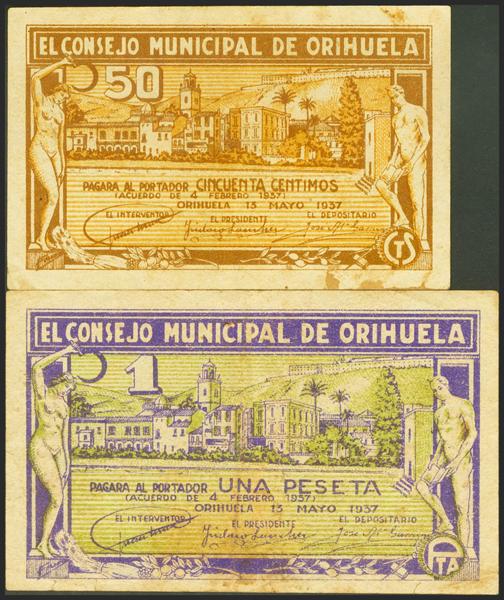 EL CONSEJO MUNICIPAL DE ORIHUELA
50
PAGARA AL PORTADOR CINCUENTA CENTIMOS
(ACUERDO DE 4 FEBRERO 1937)
ORIHUELA 13 MAYO 1937
EL INTERVENTOR EL PRESIDENTE EL DEPOSITARIO
CTS
EL CONSEJO MUNICIPAL DE ORIHUELA
1
PAGARA AL PORTADOR UNA PESETA
(ACUERDO DE 4 FEBRERO 1937)
ORIHUELA 13 MAYO 1937
EL INTERVENTOR EL PRESIDENTE EL DEPOSITARIO
PTA